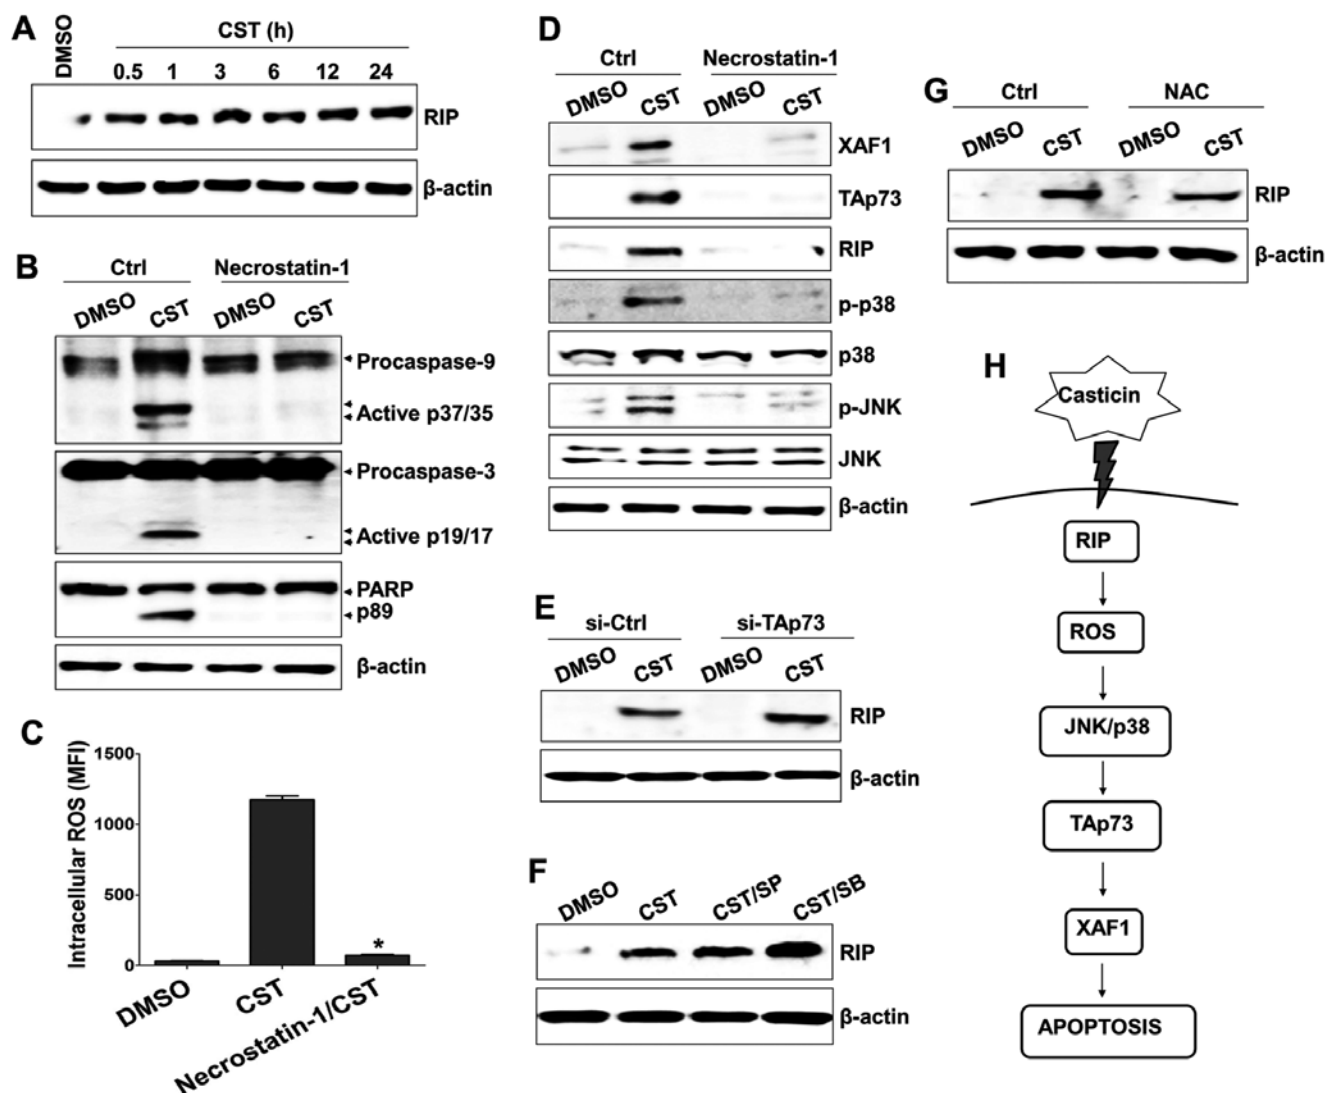 A
DMSO
CST (h)
0.5 1 3 6 12 24
RIP
β-actin
B
Ctrl Necrostatin-1
DMSO CST DMSO CST
Procaspase-9
Active p37/35
Procaspase-3
Active p19/17
PARP
p89
β-actin
C
Intracellular ROS (MFI)
1500
1000
500
0
*
DMSO CST Necrostatin-1/CST
D
Ctrl Necrostatin-1
DMSO CST DMSO CST
XAF1
TAp73
RIP
p-p38
p38
p-JNK
JNK
β-actin
E
si-Ctrl si-TAp73
DMSO CST DMSO CST
RIP
β-actin
F
DMSO CST CST/SP CST/SB
RIP
β-actin
G
Ctrl NAC
DMSO CST DMSO CST
RIP
β-actin
H
Casticin
RIP
ROS
JNK/p38
TAp73
XAF1
APOPTOSIS